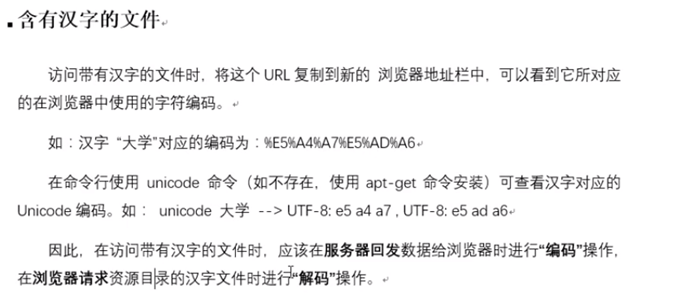 含有汉字的文件
访问带有汉字的文件时，将这个 URL 复制到新的 浏览器地址栏中，可以看到它所对应
的在浏览器中使用的字符编码。
如：汉字 “大学”对应的编码为：%E5%A4%A7%E5%AD%A6
在命令行使用 unicode 命令（如不存在，使用 apt-get 命令安装）可查看汉字对应的
Unicode 编码。如： unicode 大学 --> UTF-8: e5 a4 a7 , UTF-8: e5 ad a6
因此，在访问带有汉字的文件时，应该在服务器回发数据给浏览器时进行“编码”操作，
在浏览器请求资源目录的汉字文件时进行“解码”操作。